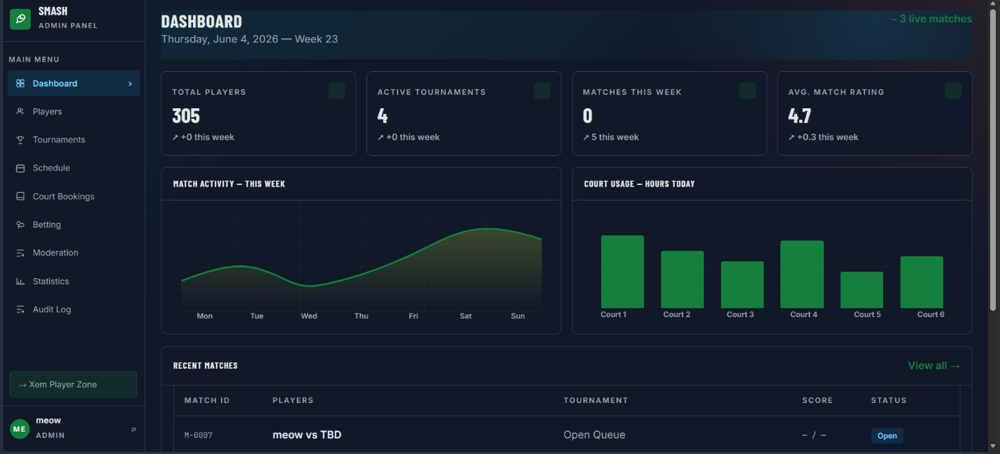 SMASH
ADMIN PANEL
MAIN MENU
Dashboard ›
Players
Tournaments
Schedule
Court Bookings
Betting
Moderation
Statistics
Audit Log
→ Xem Player Zone
ME
meow
ADMIN
DASHBOARD
Thursday, June 4, 2026 — Week 23
~ 3 live matches
TOTAL PLAYERS
305
↗ +0 this week
ACTIVE TOURNAMENTS
4
↗ +0 this week
MATCHES THIS WEEK
0
↗ 5 this week
AVG. MATCH RATING
4.7
↗ +0.3 this week
MATCH ACTIVITY — THIS WEEK
Mon Tue Wed Thu Fri Sat Sun
COURT USAGE — HOURS TODAY
Court 1 Court 2 Court 3 Court 4 Court 5 Court 6
RECENT MATCHES
View all →
MATCH ID PLAYERS TOURNAMENT SCORE STATUS
M-0007 meow vs TBD Open Queue – / – Open